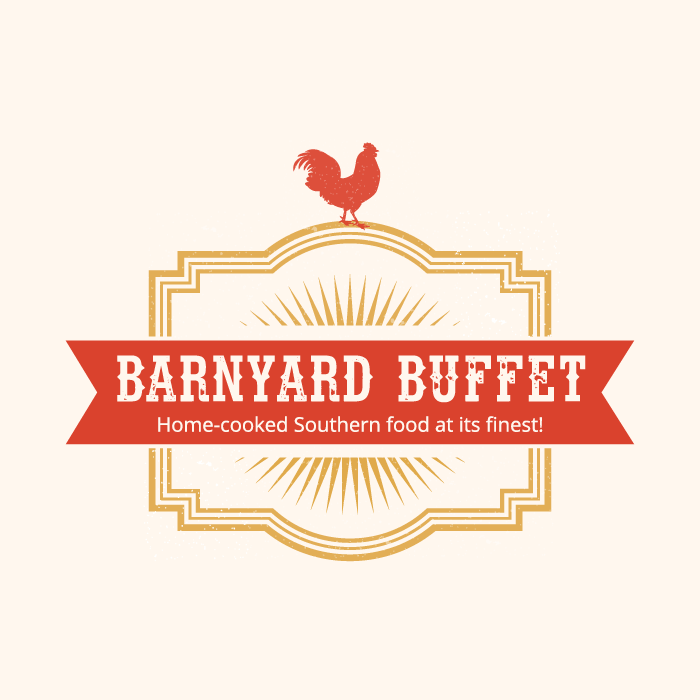 BARNYARD BUFFET
Home-cooked Southern food at its finest!